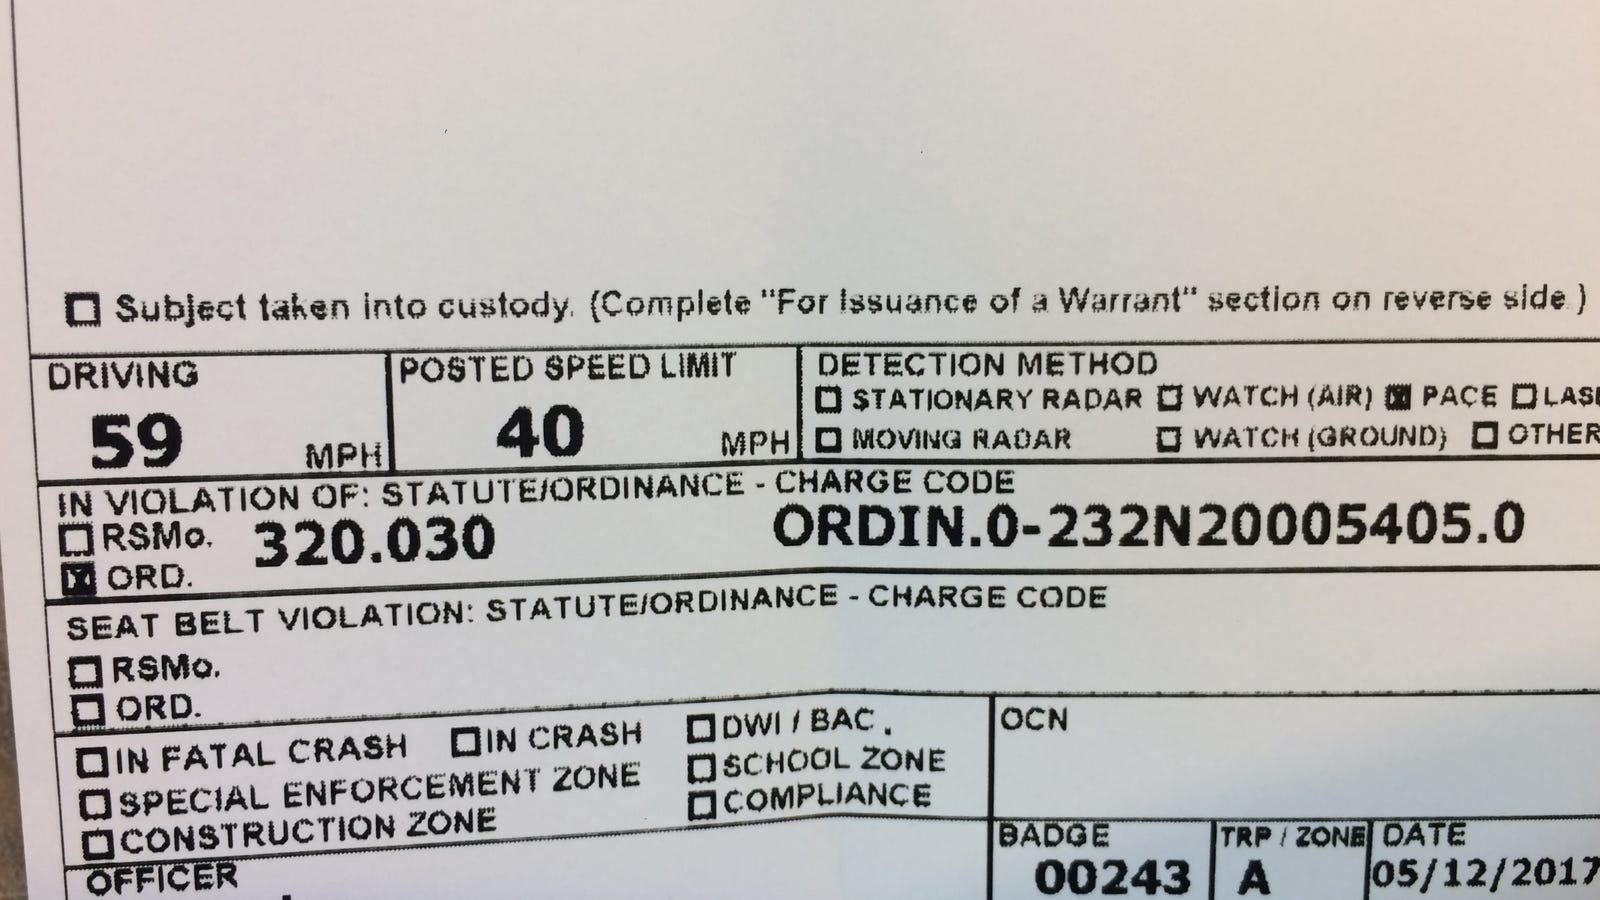 Subject taken into custody. (Complete "For Issuance of a Warrant" section on reverse side.)
DRIVING
59 MPH
POSTED SPEED LIMIT
40 MPH
DETECTION METHOD
STATIONARY RADAR WATCH (AIR) PACE
MOVING RADAR WATCH (GROUND) OTHER
IN VIOLATION OF: STATUTE/ORDINANCE - CHARGE CODE
RSMo. 320.030 ORDIN.0-232N20005405.0
ORD.
SEAT BELT VIOLATION: STATUTE/ORDINANCE - CHARGE CODE
RSMo.
ORD.
IN FATAL CRASH IN CRASH DWI / BAC
SPECIAL ENFORCEMENT ZONE SCHOOL ZONE
CONSTRUCTION ZONE COMPLIANCE
OCN
OFFICER
BADGE
00243
TRP / ZONE
A
DATE
05/12/2017